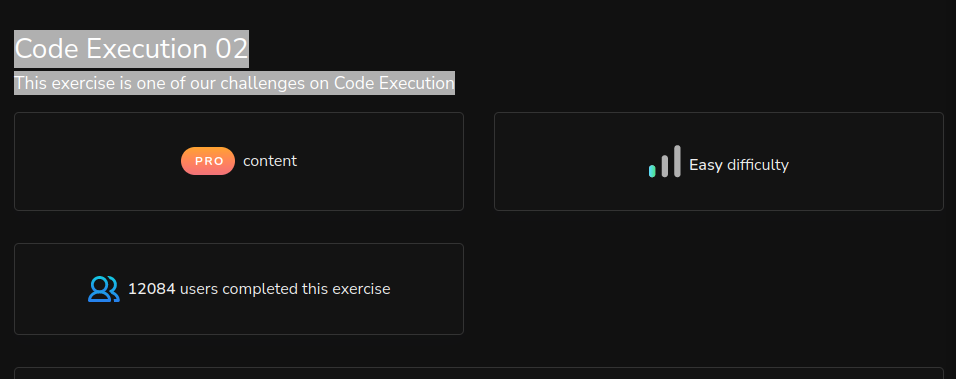 Code Execution 02
This exercise is one of our challenges on Code Execution
PRO content
Easy difficulty
12084 users completed this exercise